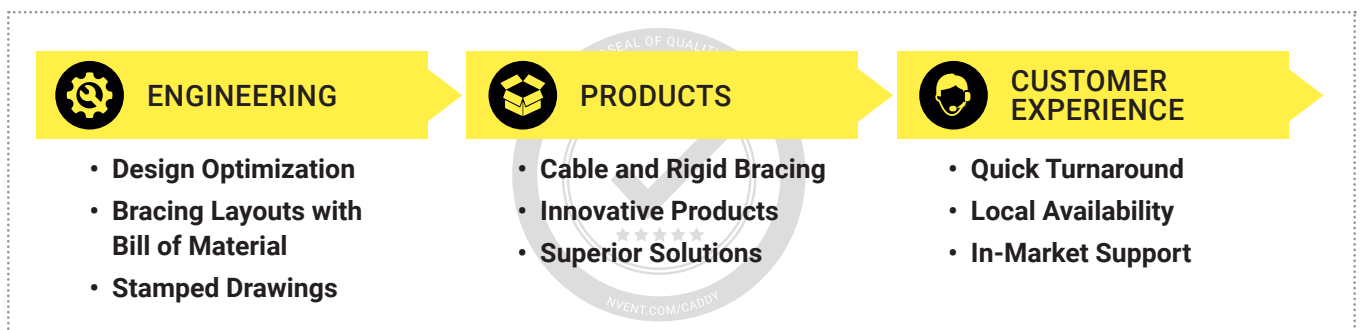 SEAL OF QUALITY
ENGINEERING
• Design Optimization
• Bracing Layouts with
Bill of Material
• Stamped Drawings
PRODUCTS
• Cable and Rigid Bracing
• Innovative Products
• Superior Solutions
CUSTOMER
EXPERIENCE
• Quick Turnaround
• Local Availability
• In-Market Support
NVENT.COM/CADDY